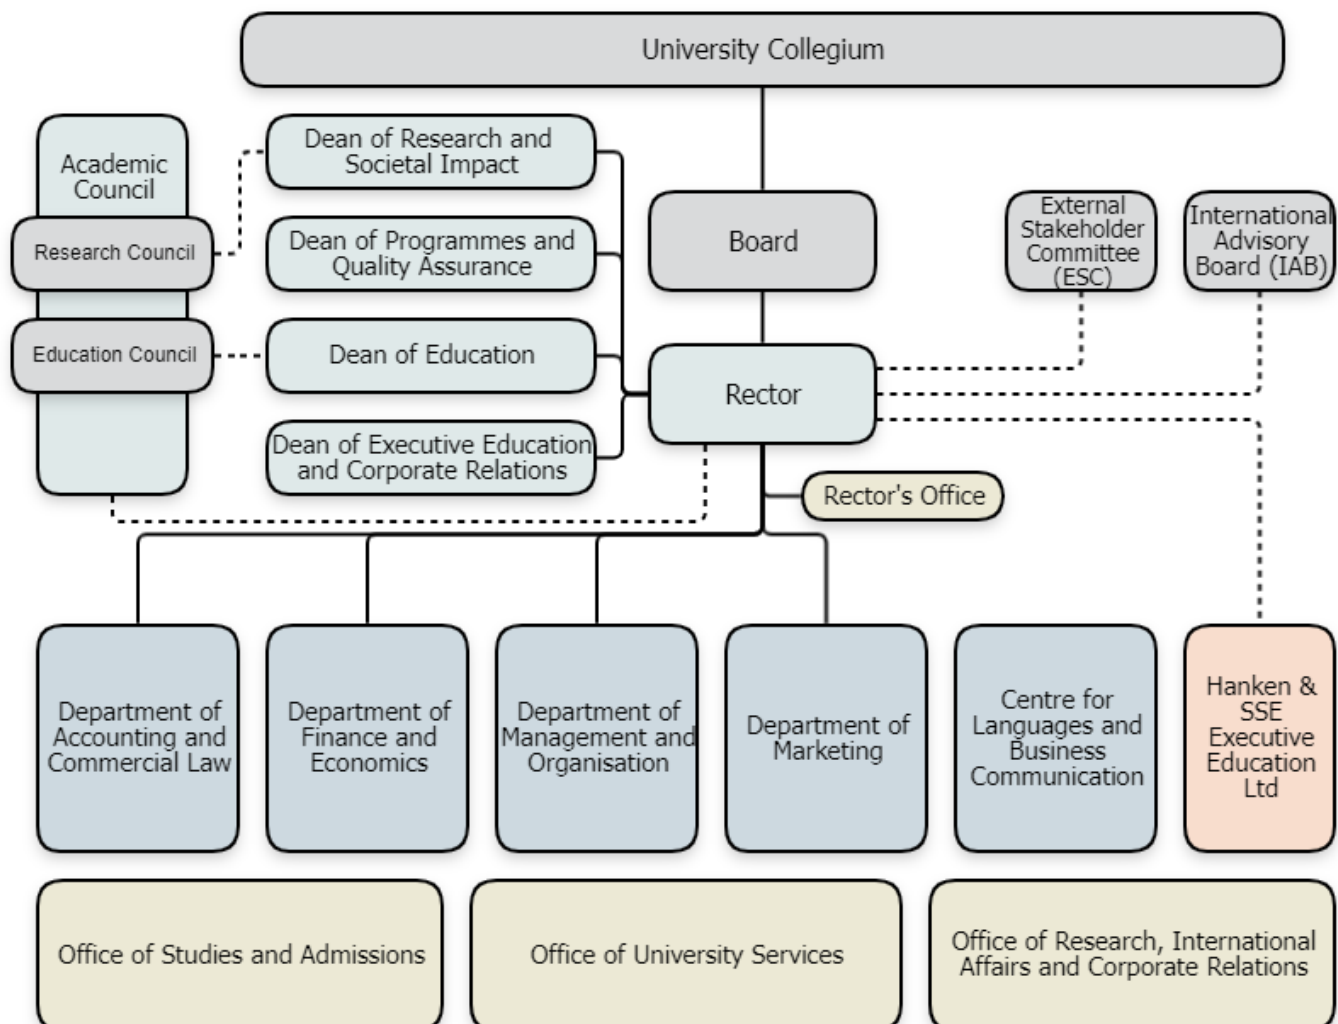 University Collegium
Academic
Council
Research Council
Education Council
Dean of Research and
Societal Impact
Dean of Programmes and
Quality Assurance
Dean of Education
Dean of Executive Education
and Corporate Relations
Board
Rector
External
Stakeholder
Committee
(ESC)
International
Advisory
Board (IAB)
Rector's Office
Department of
Accounting and
Commercial Law
Department of
Finance and
Economics
Department of
Management and
Organisation
Department of
Marketing
Centre for
Languages and
Business
Communication
Hanken &
SSE
Executive
Education
Ltd
Office of Studies and Admissions
Office of University Services
Office of Research, International
Affairs and Corporate Relations